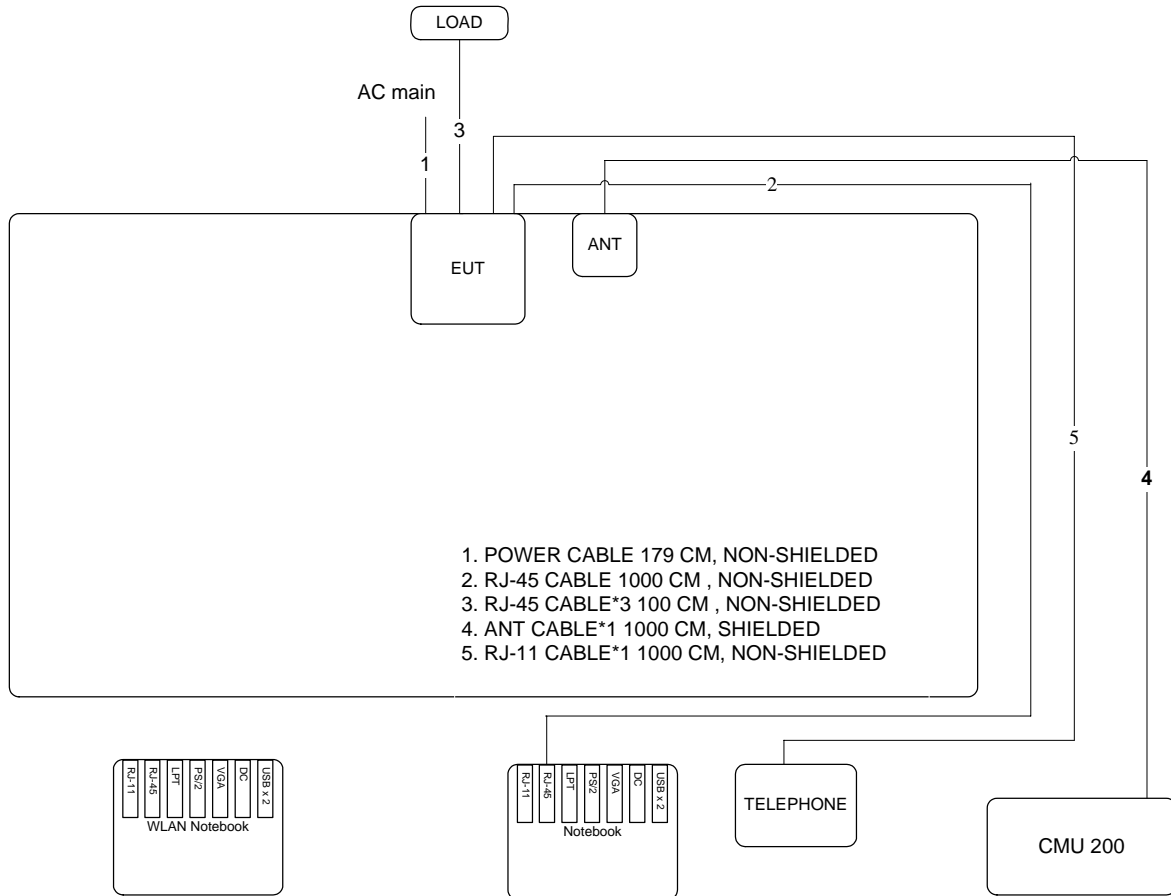 LOAD
AC main
3
1
2
ANT
EUT
5
4
1. POWER CABLE 179 CM, NON-SHIELDED
2. RJ-45 CABLE 1000 CM , NON-SHIELDED
3. RJ-45 CABLE*3 100 CM , NON-SHIELDED
4. ANT CABLE*1 1000 CM, SHIELDED
5. RJ-11 CABLE*1 1000 CM, NON-SHIELDED
RJ-11
RJ-45
LPT
PS/2
VGA
DC
USB x 2
WLAN Notebook
RJ-11
RJ-45
LPT
PS/2
VGA
DC
USB x 2
Notebook
TELEPHONE
CMU 200